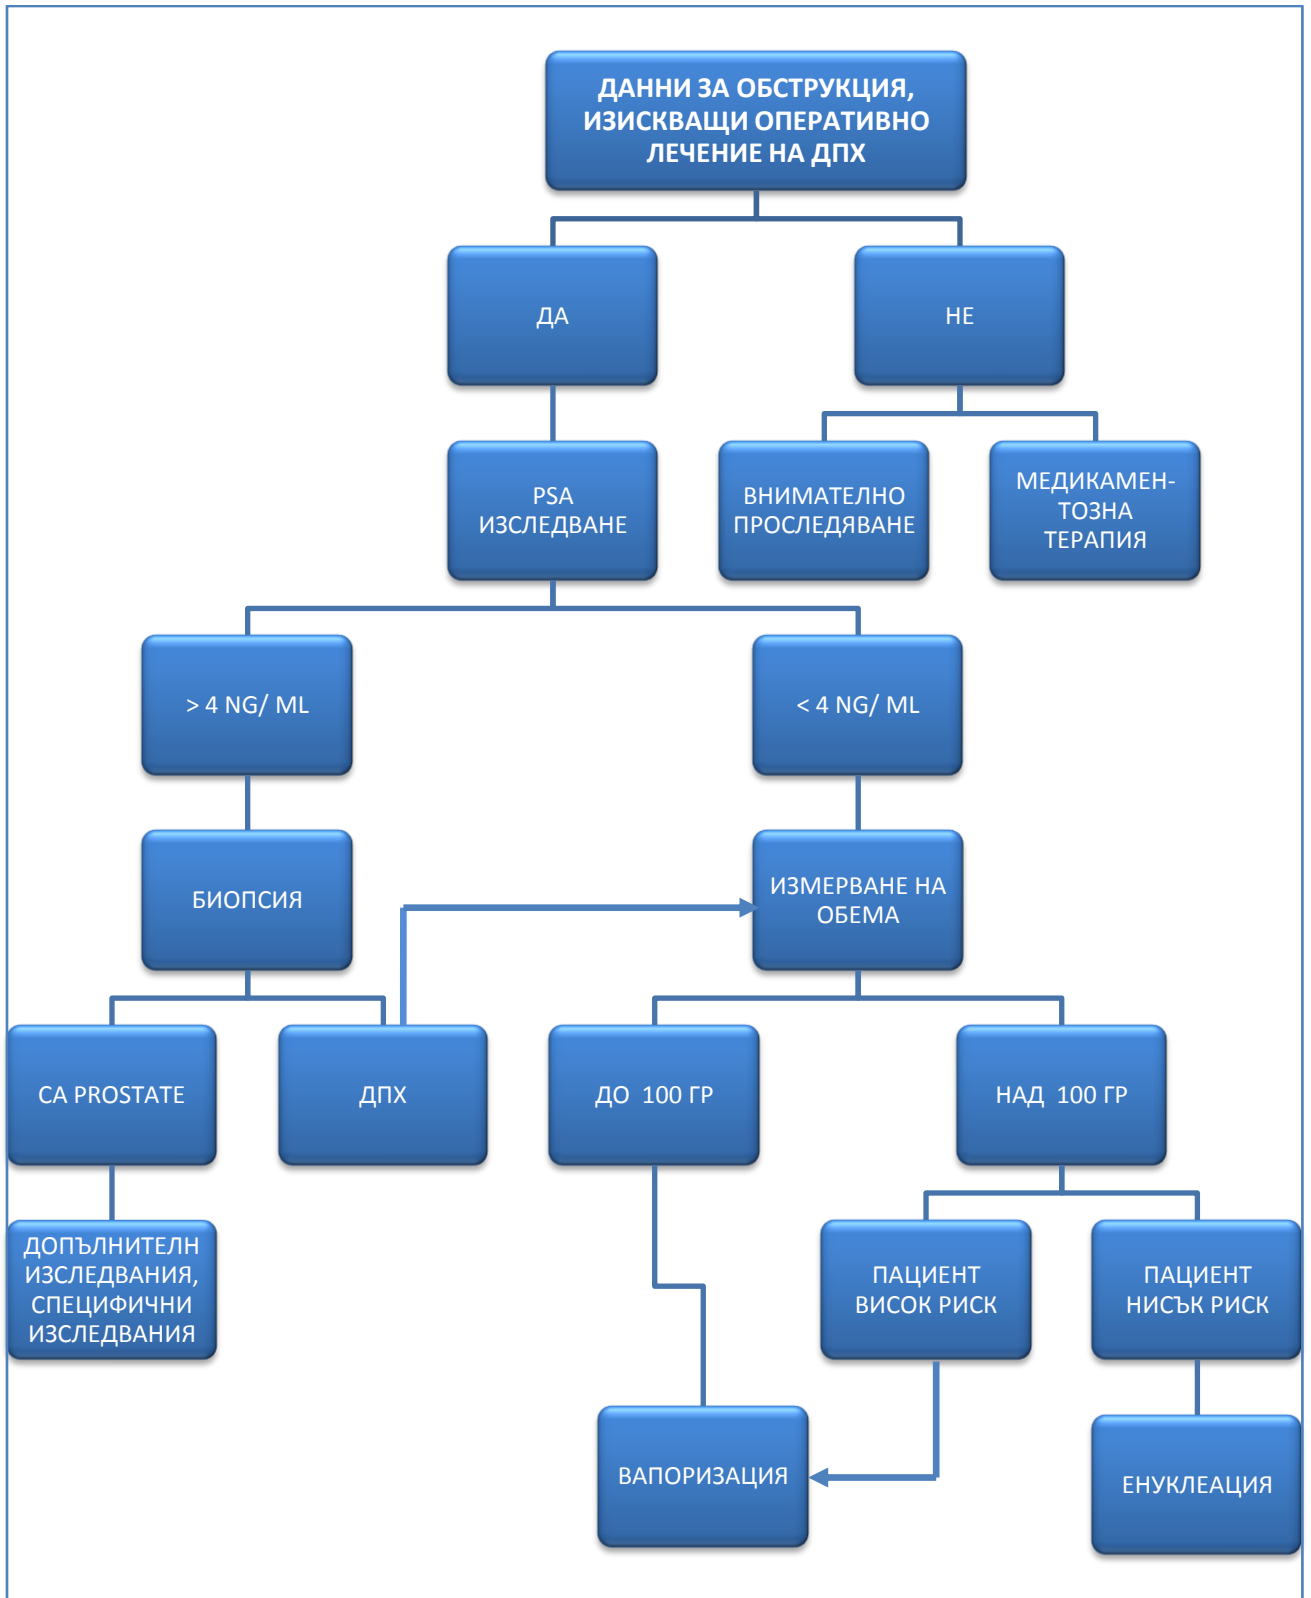 ДАННИ ЗА ОБСТРУКЦИЯ,
ИЗИСКВАЩИ ОПЕРАТИВНО
ЛЕЧЕНИЕ НА ДПХ
ДА
НЕ
PSA
ИЗСЛЕДВАНЕ
ВНИМАТЕЛНО
ПРОСЛЕДЯВАНЕ
МЕДИКАМЕН-
ТОЗНА
ТЕРАПИЯ
> 4 NG/ ML
< 4 NG/ ML
БИОПСИЯ
ИЗМЕРВАНЕ НА
ОБЕМА
CA PROSTATE
ДПХ
ДО 100 ГР
НАД 100 ГР
ДОПЪЛНИТЕЛН
ИЗСЛЕДВАНИЯ,
СПЕЦИФИЧНИ
ИЗСЛЕДВАНИЯ
ПАЦИЕНТ
ВИСОК РИСК
ПАЦИЕНТ
НИСЪК РИСК
ВАПОРИЗАЦИЯ
ЕНУКЛЕАЦИЯ